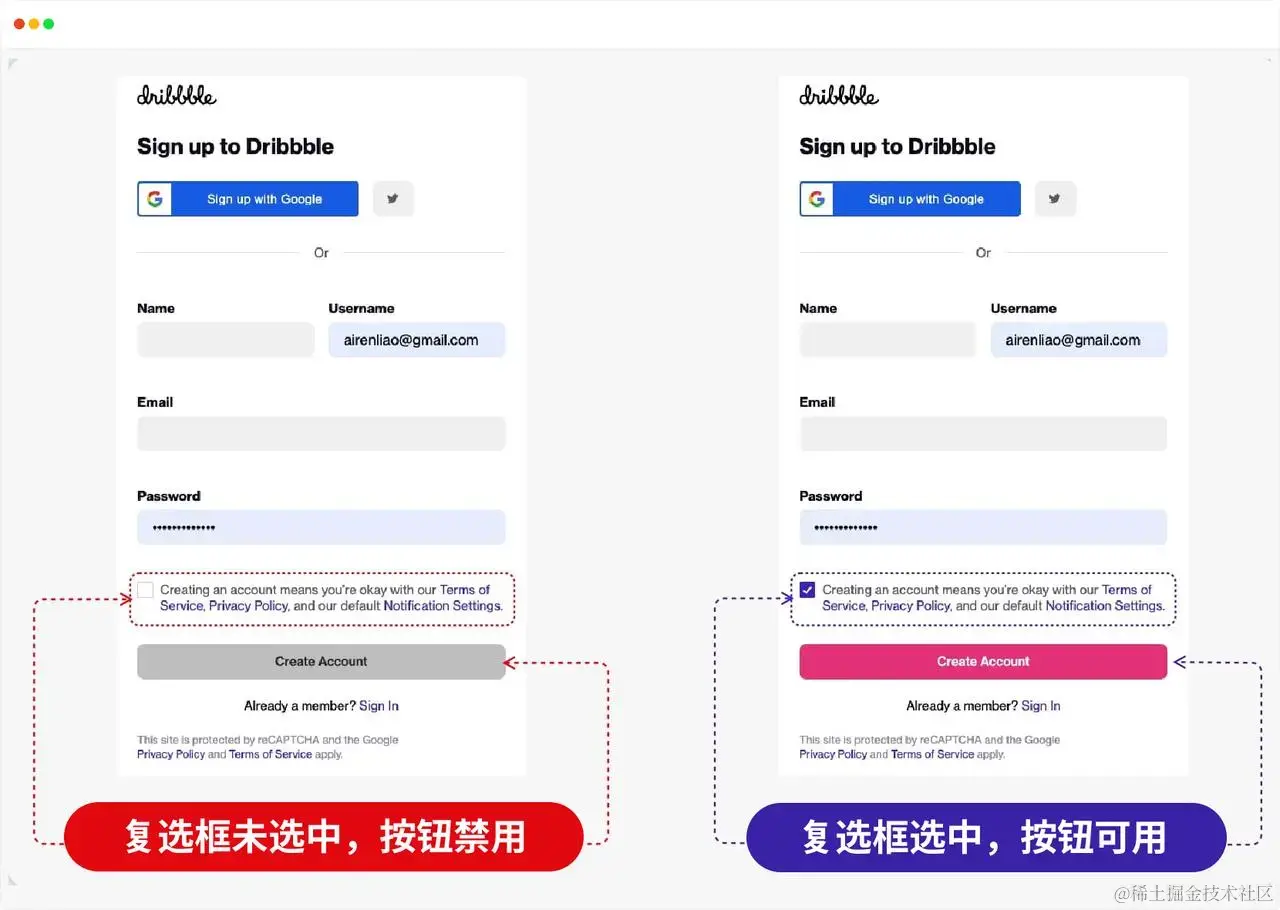 dribbble
Sign up to Dribbble
G Sign up with Google
Or
Name Username
airenliao@gmail.com
Email
Password
•••••••••••••
Creating an account means you're okay with our Terms of
Service, Privacy Policy, and our default Notification Settings.
Create Account
Already a member? Sign In
This site is protected by reCAPTCHA and the Google
Privacy Policy and Terms of Service apply.
复选框未选中，按钮禁用
dribbble
Sign up to Dribbble
G Sign up with Google
Or
Name Username
airenliao@gmail.com
Email
Password
•••••••••••••
Creating an account means you're okay with our Terms of
Service, Privacy Policy, and our default Notification Settings.
Create Account
Already a member? Sign In
This site is protected by reCAPTCHA and the Google
Privacy Policy and Terms of Service apply.
复选框选中，按钮可用
@稀土掘金技术社区